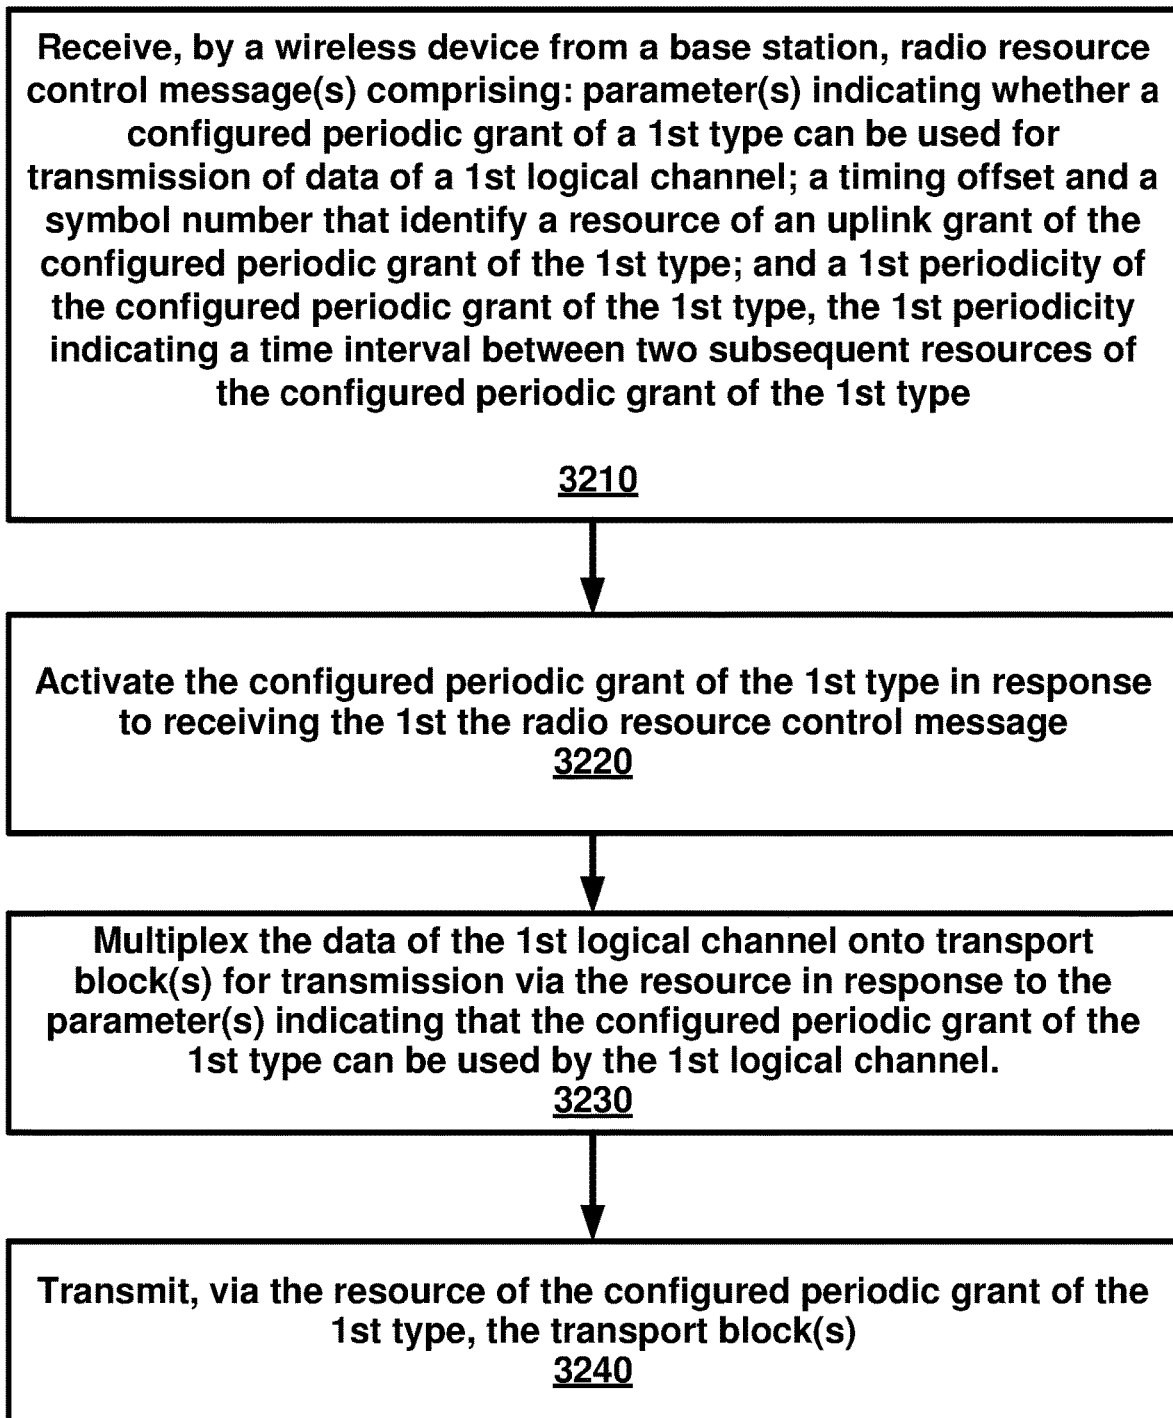 Receive, by a wireless device from a base station, radio resource
control message(s) comprising: parameter(s) indicating whether a
configured periodic grant of a 1st type can be used for
transmission of data of a 1st logical channel; a timing offset and a
symbol number that identify a resource of an uplink grant of the
configured periodic grant of the 1st type; and a 1st periodicity of
the configured periodic grant of the 1st type, the 1st periodicity
indicating a time interval between two subsequent resources of
the configured periodic grant of the 1st type
3210
Activate the configured periodic grant of the 1st type in response
to receiving the 1st the radio resource control message
3220
Multiplex the data of the 1st logical channel onto transport
block(s) for transmission via the resource in response to the
parameter(s) indicating that the configured periodic grant of the
1st type can be used by the 1st logical channel.
3230
Transmit, via the resource of the configured periodic grant of the
1st type, the transport block(s)
3240